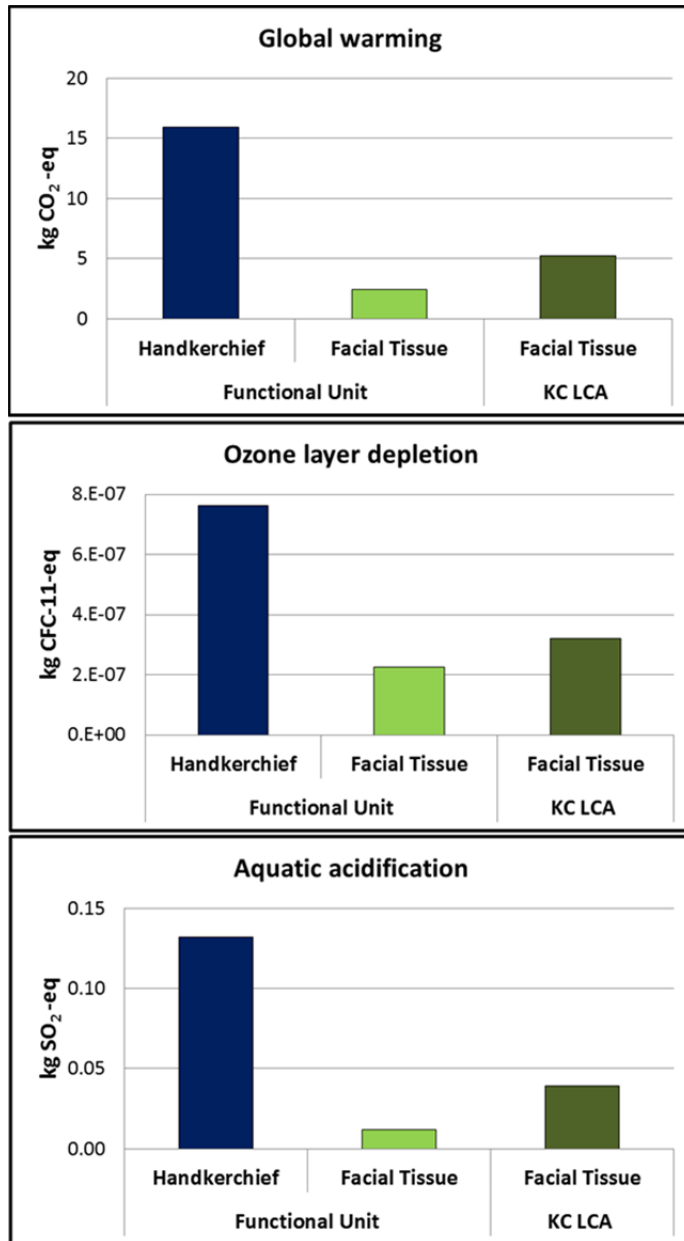 Global warming
kg CO₂ -eq
20
15
10
5
0
Handkerchief
Facial Tissue
Facial Tissue
Functional Unit
KC LCA
Ozone layer depletion
kg CFC-11-eq
8.E-07
6.E-07
4.E-07
2.E-07
0.E+00
Handkerchief
Facial Tissue
Facial Tissue
Functional Unit
KC LCA
Aquatic acidification
kg SO₂ -eq
0.15
0.10
0.05
0.00
Handkerchief
Facial Tissue
Facial Tissue
Functional Unit
KC LCA